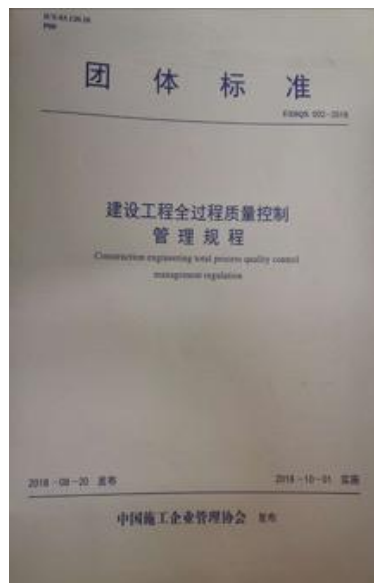 P00
团体标准
建设工程全过程质量控制
管理规程
Construction engineering total process quality control
management regulation
2018-08-20 发布
2018-10-01 实施
中国施工企业管理协会 发布